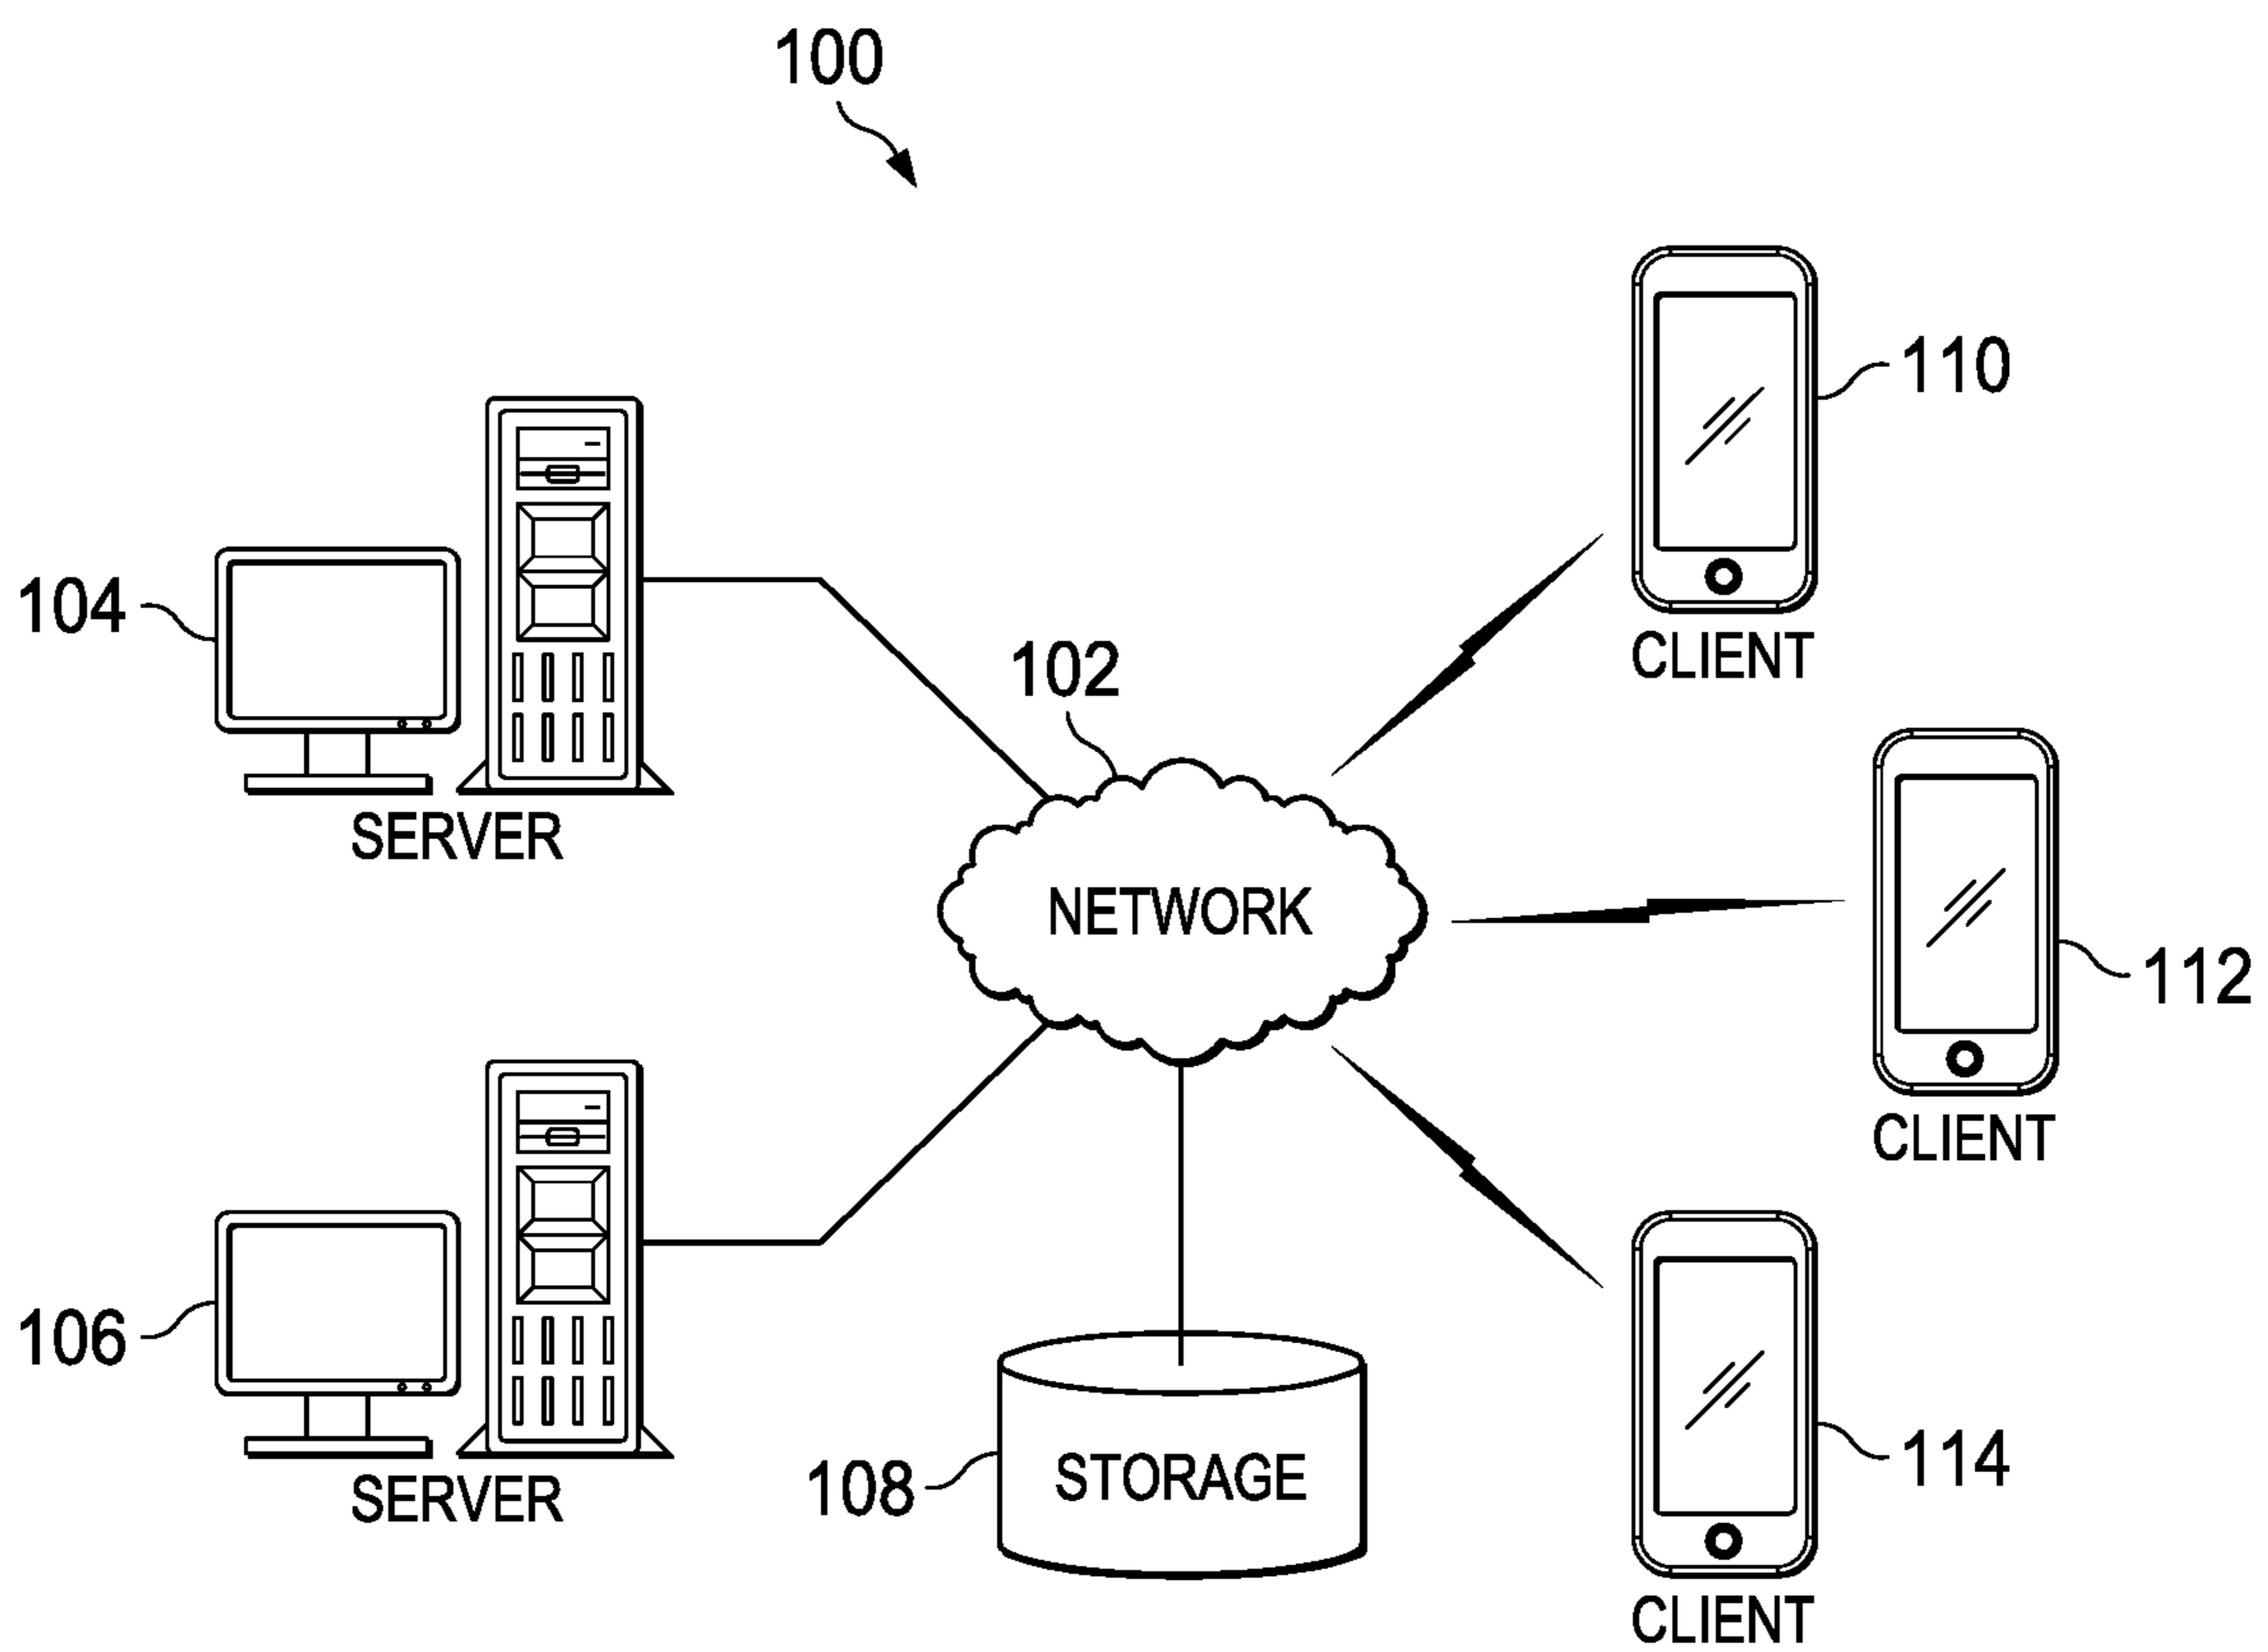 100
110
CLIENT
104
SERVER
102
NETWORK
112
CLIENT
106
SERVER
108
STORAGE
114
CLIENT